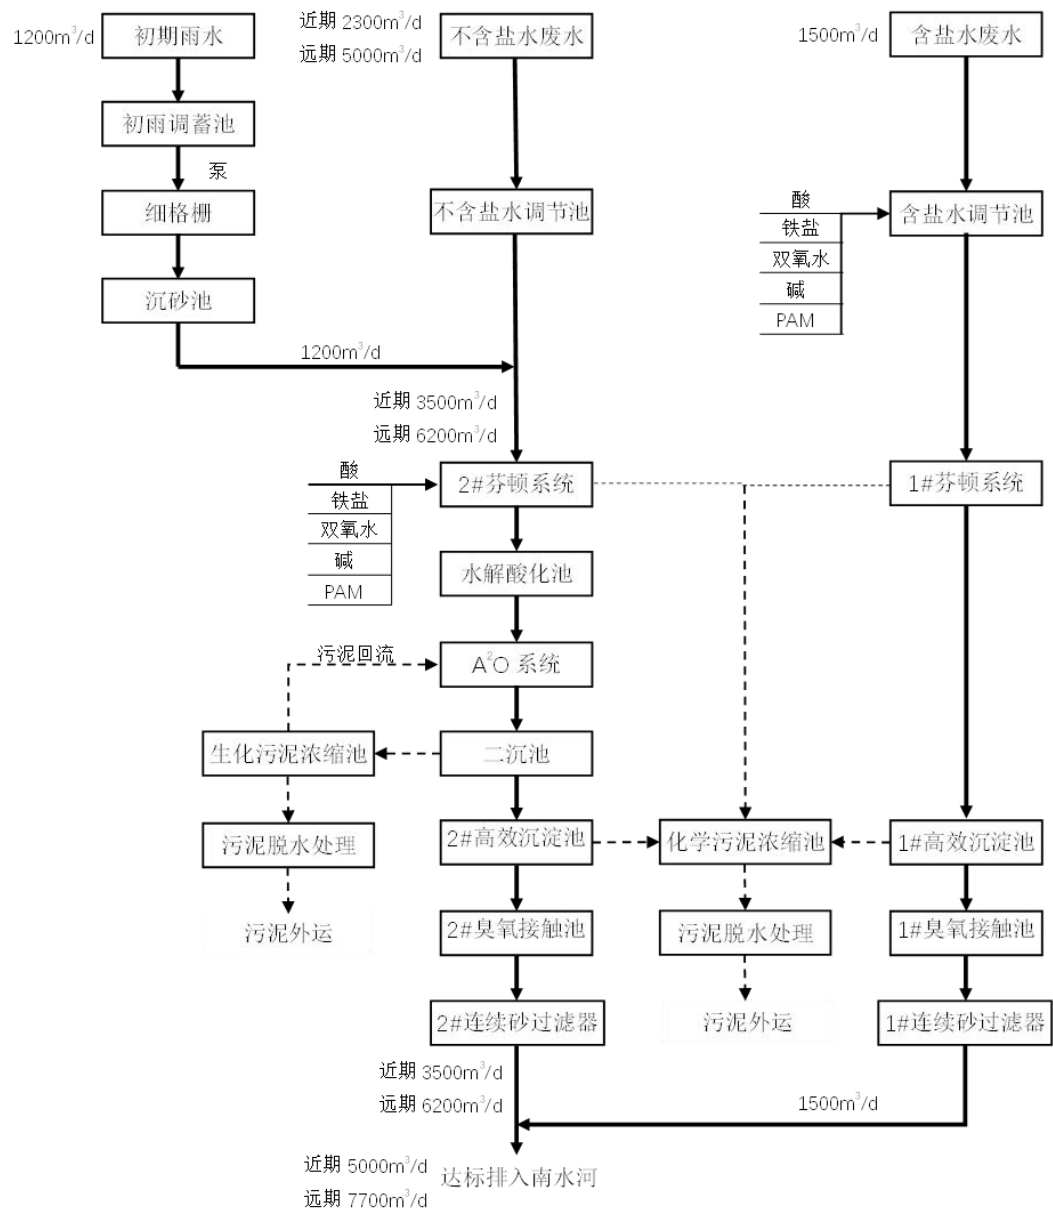 1200m³/d
初期雨水
近期 2300m³/d
远期 5000m³/d
不含盐水废水
1500m³/d
含盐水废水
初雨调蓄池
泵
细格栅
不含盐水调节池
酸
铁盐
双氧水
碱
PAM
含盐水调节池
沉砂池
1200m³/d
近期 3500m³/d
远期 6200m³/d
酸
铁盐
双氧水
碱
PAM
2#芬顿系统
1#芬顿系统
水解酸化池
污泥回流
A²O 系统
生化污泥浓缩池
二沉池
污泥脱水处理
2#高效沉淀池
化学污泥浓缩池
1#高效沉淀池
污泥外运
2#臭氧接触池
污泥脱水处理
1#臭氧接触池
2#连续砂过滤器
污泥外运
1#连续砂过滤器
近期 3500m³/d
远期 6200m³/d
1500m³/d
近期 5000m³/d
远期 7700m³/d
达标排入南水河